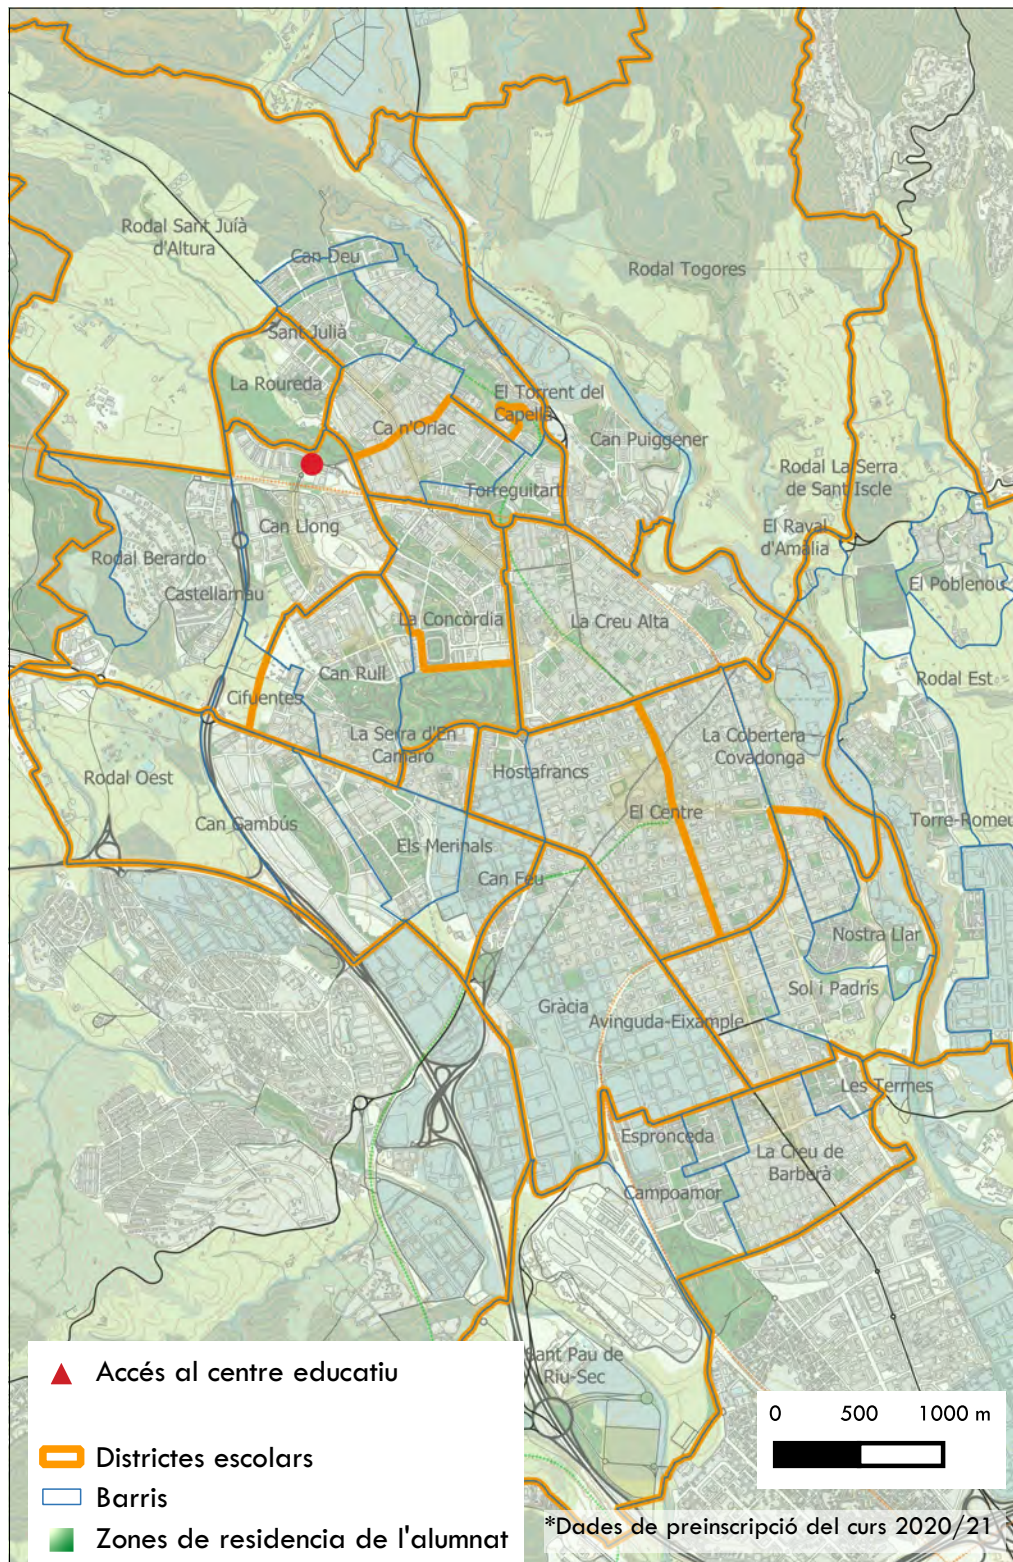 Rodal Sant Juíà
d'Altura
Can Deu
Rodal Togores
Sant Julià
La Roureda
El Torrent del
Capellà
Ca n'Oriac
Can Puiggener
Rodal La Serra
de Sant Iscle
Torreguitart
Can Llong
El Raval
d'Amàlia
Rodal Berardo
El Poblenou
Castellarnau
La Concòrdia
La Creu Alta
Can Rull
Rodal Est
Cifuentes
La Serra d'En
Camaró
La Cobertera
Covadonga
Hostafrancs
Rodal Oest
El Centre
Can Gambús
Torre-Romeu
Els Merinals
Can Feu
Nostra Llar
Sol i Padrís
Gràcia
Avinguda-Eixample
Les Termes
Espronceda
La Creu de
Barberà
Campoamor
Sant Pau de
Riu-Sec
Accés al centre educatiu
Districtes escolars
Barris
Zones de residencia de l'alumnat
0 500 1000 m
*Dades de preinscripció del curs 2020/21